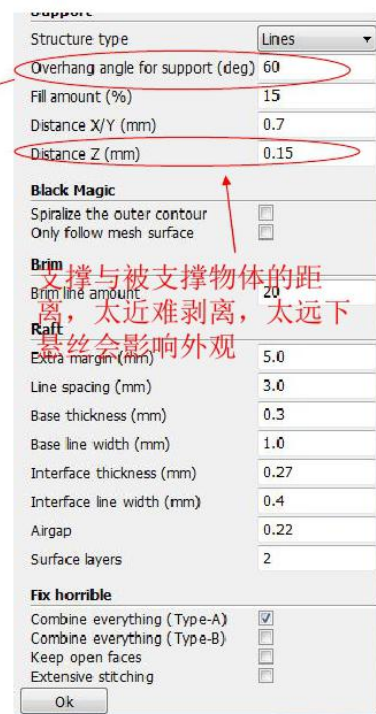 Support
Structure type Lines
Overhang angle for support (deg) 60
Fill amount (%) 15
Distance X/Y (mm) 0.7
Distance Z (mm) 0.15
Black Magic
Spiralize the outer contour
Only follow mesh surface
Brim
支撑与被支撑物体的距
Brim line amount 20
离，太近难剥离，太远下
Raft
悬丝会影响外观
Extra margin (mm) 5.0
Line spacing (mm) 3.0
Base thickness (mm) 0.3
Base line width (mm) 1.0
Interface thickness (mm) 0.27
Interface line width (mm) 0.4
Airgap 0.22
Surface layers 2
Fix horrible
Combine everything (Type-A)
Combine everything (Type-B)
Keep open faces
Extensive stitching
Ok